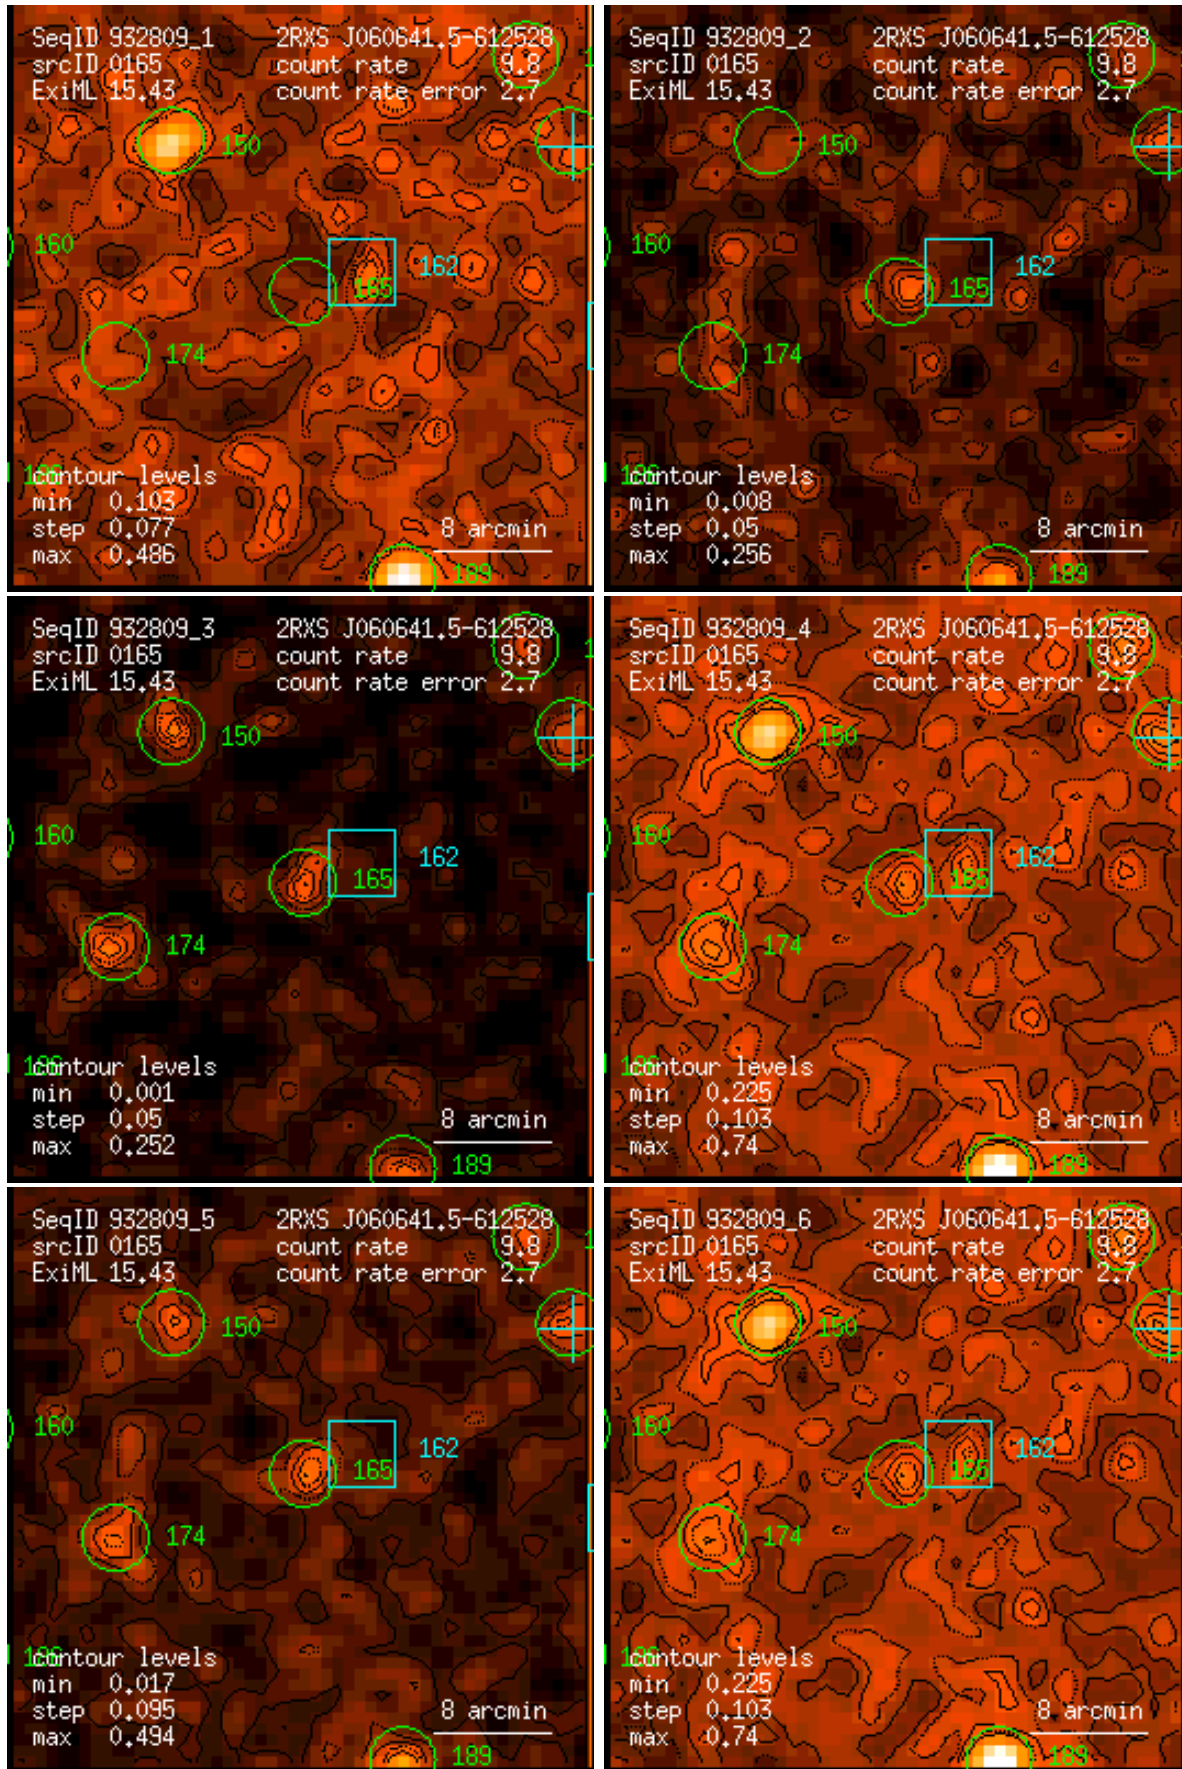 SeqID 932809_1 2RXS J060641.5-612528
srcID 0165 count rate 9.8
ExiML 15.43 count rate error 2.7
150
160
162
165
174
contour levels
min 0.103
step 0.077 8 arcmin
max 0.486
189
SeqID 932809_2 2RXS J060641.5-612528
srcID 0165 count rate 9.8
ExiML 15.43 count rate error 2.7
150
160
162
165
174
contour levels
min 0.008
step 0.05 8 arcmin
max 0.256
189
SeqID 932809_3 2RXS J060641.5-612528
srcID 0165 count rate 9.8
ExiML 15.43 count rate error 2.7
150
160
162
165
174
contour levels
min 0.001
step 0.05 8 arcmin
max 0.252
189
SeqID 932809_4 2RXS J060641.5-612528
srcID 0165 count rate 9.8
ExiML 15.43 count rate error 2.7
150
160
162
165
174
contour levels
min 0.225
step 0.103 8 arcmin
max 0.74
189
SeqID 932809_5 2RXS J060641.5-612528
srcID 0165 count rate 9.8
ExiML 15.43 count rate error 2.7
150
160
162
165
174
contour levels
min 0.017
step 0.095 8 arcmin
max 0.494
189
SeqID 932809_6 2RXS J060641.5-612528
srcID 0165 count rate 9.8
ExiML 15.43 count rate error 2.7
150
160
162
165
174
contour levels
min 0.225
step 0.103 8 arcmin
max 0.74
189